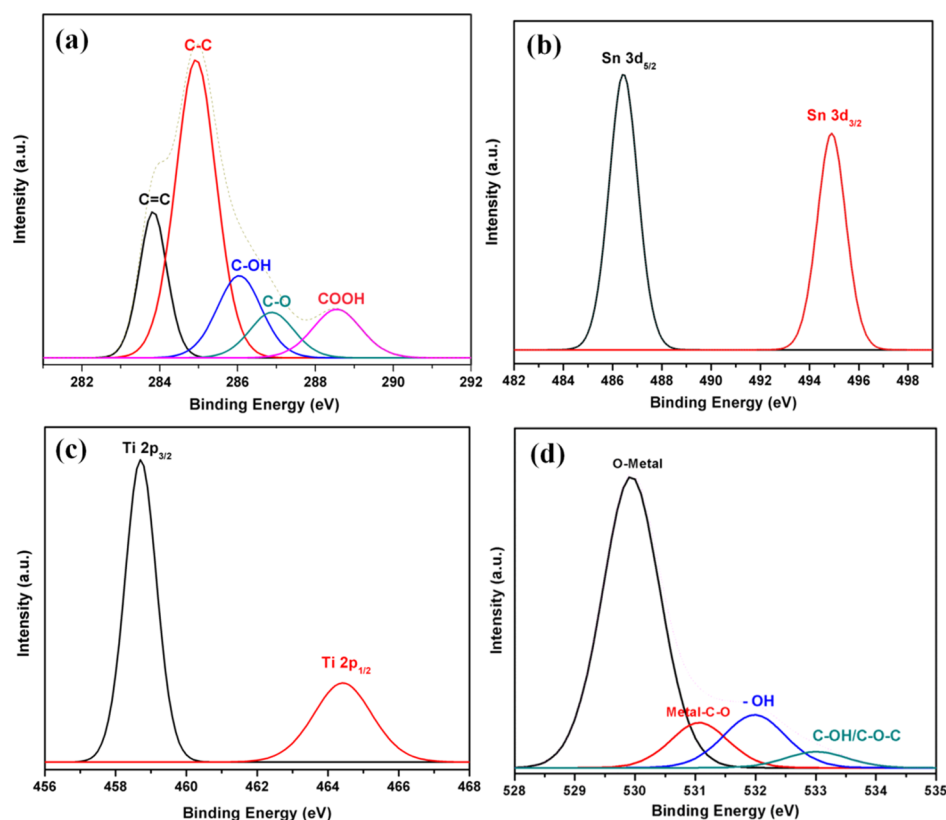 (a)
C-C
C=C
C-OH
C-O
COOH
Intensity (a.u.)
282 284 286 288 290 292
Binding Energy (eV)
(b)
Sn 3d5/2
Sn 3d3/2
Intensity (a.u.)
482 484 486 488 490 492 494 496 498
Binding Energy (eV)
(c)
Ti 2p3/2
Ti 2p1/2
Intensity (a.u.)
456 458 460 462 464 466 468
Binding Energy (eV)
(d)
O-Metal
Metal-C-O
- OH
C-OH/C-O-C
Intensity (a.u.)
528 529 530 531 532 533 534 535
Binding Energy (eV)